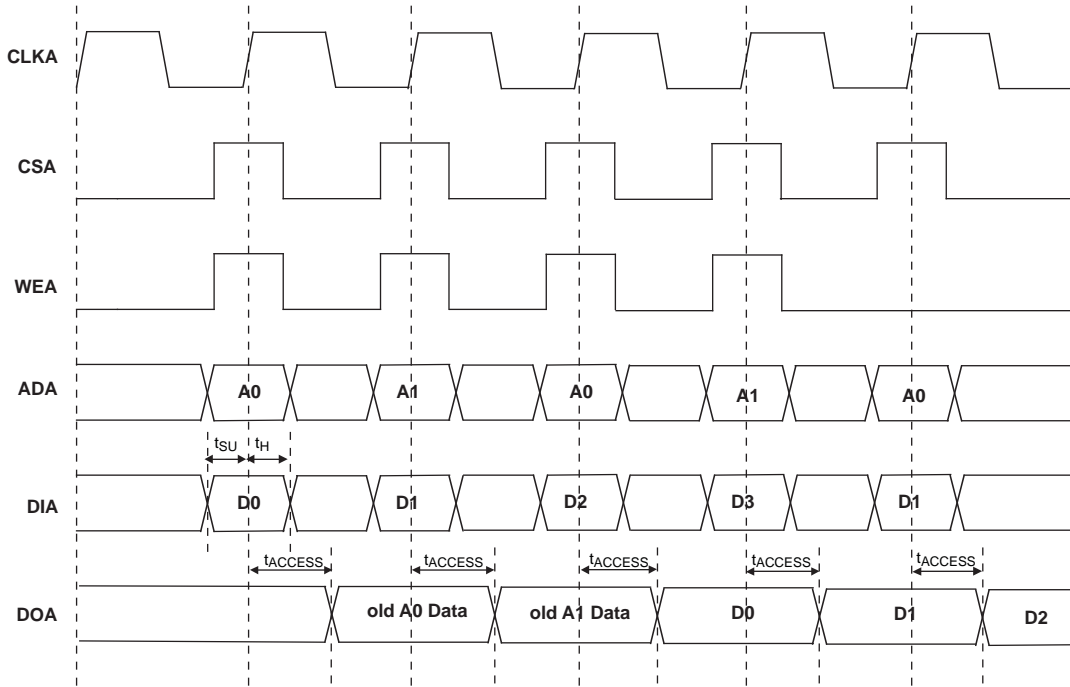 CLKA
CSA
WEA
ADA A0 A1 A0 A1 A0
tSU tH
DIA D0 D1 D2 D3 D1
tACCESS tACCESS tACCESS tACCESS tACCESS
DOA old A0 Data old A1 Data D0 D1 D2